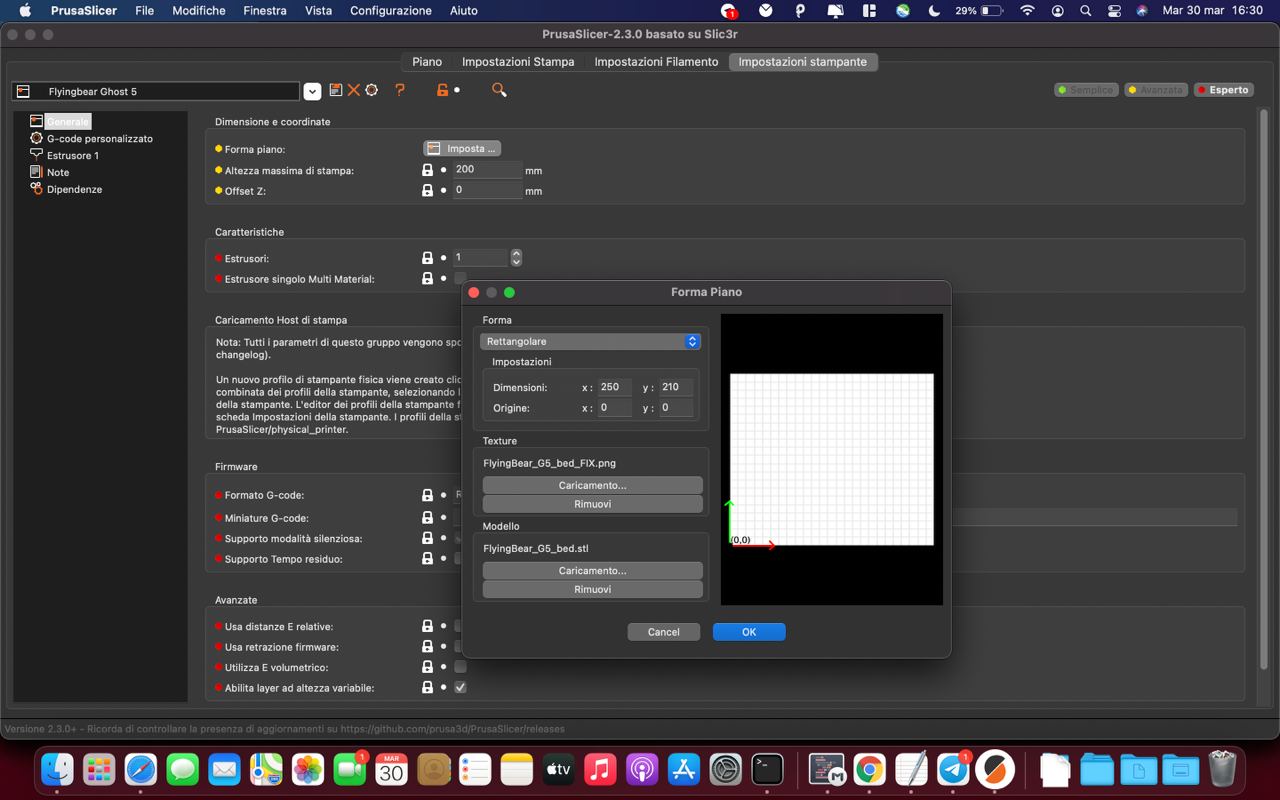 PrusaSlicer File Modifiche Finestra Vista Configurazione Aiuto 1 29% Mar 30 mar 16:30
PrusaSlicer-2.3.0 basato su Slic3r
Piano Impostazioni Stampa Impostazioni Filamento Impostazioni stampante
Flyingbear Ghost 5 ? Semplice Avanzata Esperto
Generale
G-code personalizzato
Estrusore 1
Note
Dipendenze
Dimensione e coordinate
Forma piano: Imposta ...
Altezza massima di stampa: 200 mm
Offset Z: 0 mm
Caratteristiche
Estrusori: 1
Estrusore singolo Multi Material:
Caricamento Host di stampa
Nota: Tutti i parametri di questo gruppo vengono spo
changelog).
Un nuovo profilo di stampante fisica viene creato clic
combinata dei profili della stampante, selezionando l
della stampante. L'editor dei profili della stampante f
scheda Impostazioni della stampante. I profili della s
PrusaSlicer/physical_printer.
Firmware
Formato G-code: R
Miniature G-code:
Supporto modalità silenziosa:
Supporto Tempo residuo:
Avanzate
Usa distanze E relative:
Usa retrazione firmware:
Utilizza E volumetrico:
Abilita layer ad altezza variabile:
Forma Piano
Forma
Rettangolare
Impostazioni
Dimensioni: x: 250 y: 210
Origine: x: 0 y: 0
Texture
FlyingBear_G5_bed_FIX.png
Caricamento...
Rimuovi
Modello
FlyingBear_G5_bed.stl
Caricamento...
Rimuovi
(0,0)
Cancel OK
Versione 2.3.0+ - Ricorda di controllare la presenza di aggiornamenti su https://github.com/prusa3d/PrusaSlicer/releases
1 MAR 30 tv >_ M 1